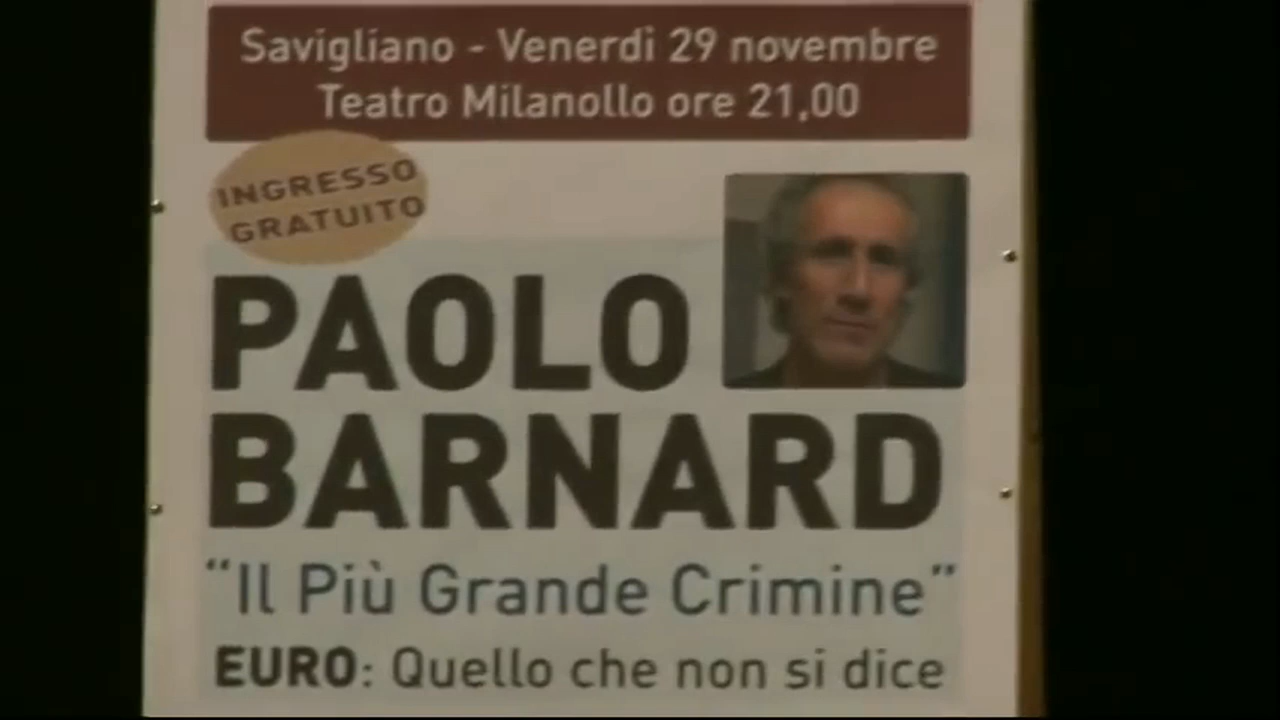 Savigliano - Venerdì 29 novembre
Teatro Milanollo ore 21,00
INGRESSO
GRATUITO
PAOLO
BARNARD
“Il Più Grande Crimine”
EURO: Quello che non si dice